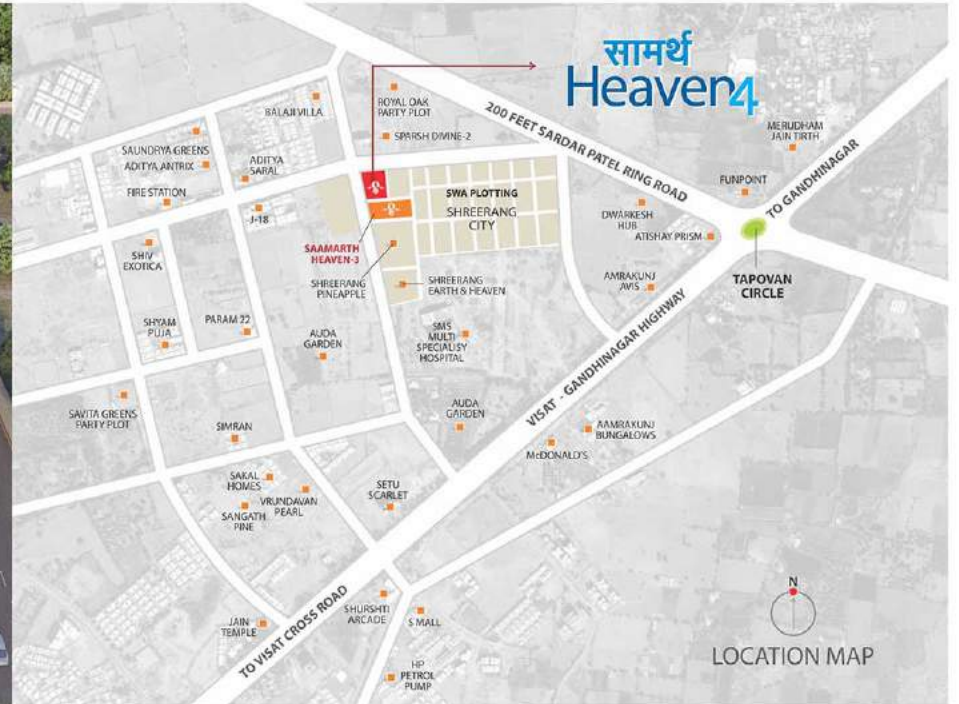 सामर्थ
Heaven4
200 FEET SARDAR PATEL RING ROAD
ROYAL OAK
PARTY PLOT
BALAJI VILLA
SPARSH DIVINE-2
MERUDHAM
JAIN TIRTH
SAUNDRYA GREENS
ADITYA ANTRIX
ADITYA
SARAL
FIRE STATION
J-18
SWA PLOTTING
SHREERANG
CITY
FUNPOINT
TO GANDHINAGAR
DWARKESH
HUB
ATISHAY PRISM
SHIV
EXOTICA
SAAMARTH
HEAVEN-3
SHREERANG
PINEAPPLE
SHREERANG
EARTH & HEAVEN
AMRAKUNJ
AVIS
TAPOVAN
CIRCLE
SHYAM
PUJA
PARAM 22
AUDA
GARDEN
SMS
MULTI
SPECIALISY
HOSPITAL
VISAT - GANDHINAGAR HIGHWAY
SAVITA GREENS
PARTY PLOT
SIMRAN
AUDA
GARDEN
AAMRAKUNJ
BUNGALOWS
McDONALD'S
SAKAL
HOMES
VRUNDAVAN
PEARL
SANGATH
PINE
SETU
SCARLET
JAIN
TEMPLE
TO VISAT CROSS ROAD
SHURSHTI
ARCADE
S MALL
HP
PETROL
PUMP
N
LOCATION MAP